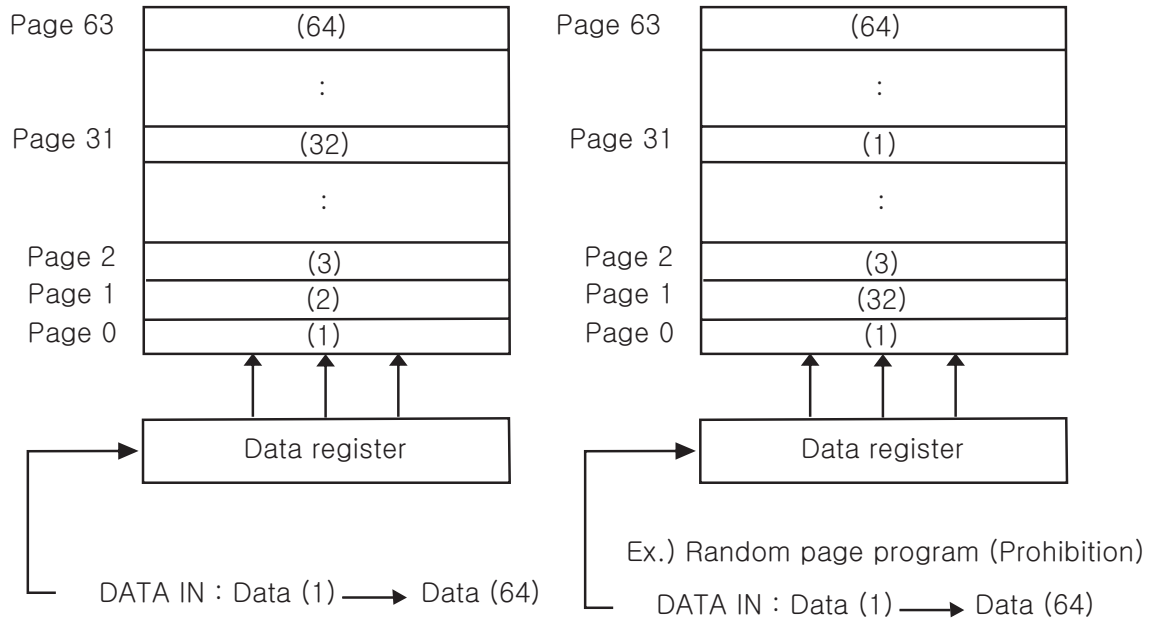 Page 63 (64)
:
Page 31 (32)
:
Page 2 (3)
Page 1 (2)
Page 0 (1)
Data register
DATA IN : Data (1) Data (64)
Page 63 (64)
:
Page 31 (1)
:
Page 2 (3)
Page 1 (32)
Page 0 (1)
Data register
Ex.) Random page program (Prohibition)
DATA IN : Data (1) Data (64)